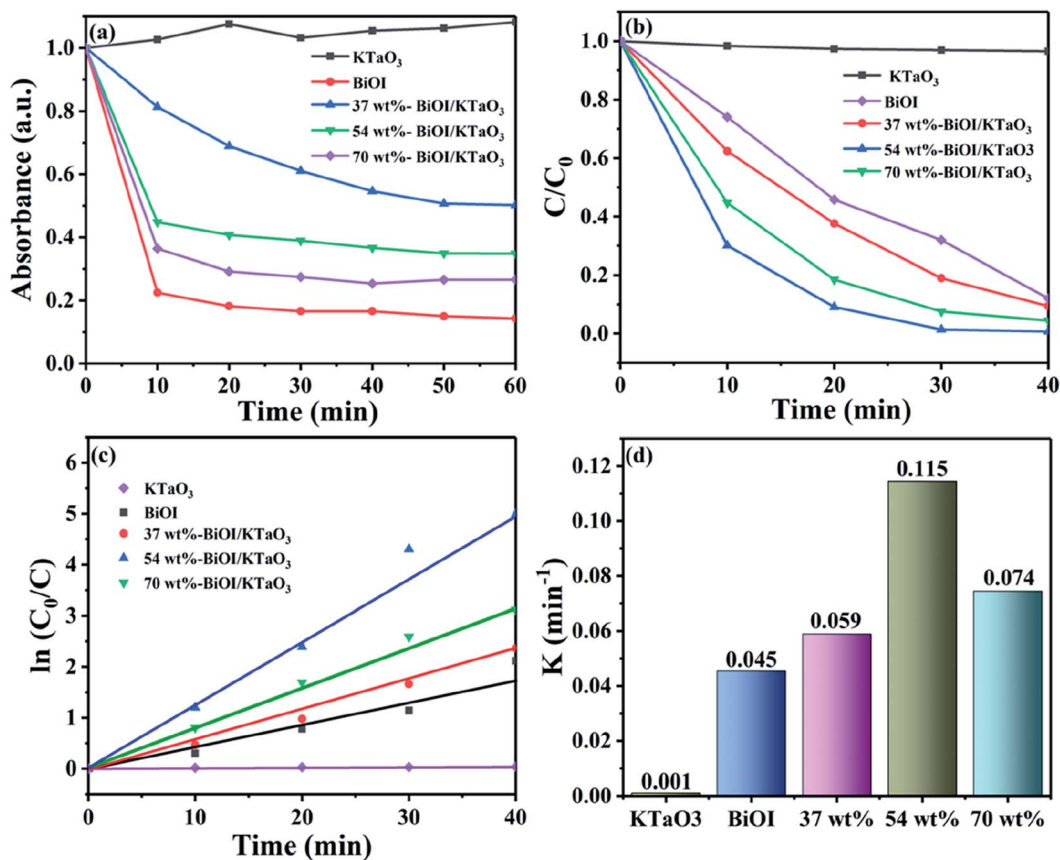 (a)
Absorbance (a.u.)
1.0
0.8
0.6
0.4
0.2
0.0
KTaO₃
BiOI
37 wt%- BiOI/KTaO₃
54 wt%- BiOI/KTaO₃
70 wt%- BiOI/KTaO₃
0 10 20 30 40 50 60
Time (min)
(b)
C/C₀
1.0
0.8
0.6
0.4
0.2
0.0
KTaO₃
BiOI
37 wt%-BiOI/KTaO₃
54 wt%-BiOI/KTaO3
70 wt%-BiOI/KTaO₃
0 10 20 30 40
Time (min)
(c)
ln (C₀/C)
6
5
4
3
2
1
0
KTaO₃
BiOI
37 wt%-BiOI/KTaO₃
54 wt%-BiOI/KTaO₃
70 wt%-BiOI/KTaO₃
0 10 20 30 40
Time (min)
(d)
K (min⁻¹)
0.12
0.10
0.08
0.06
0.04
0.02
0.00
0.001
0.045
0.059
0.115
0.074
KTaO3 BiOI 37 wt% 54 wt% 70 wt%